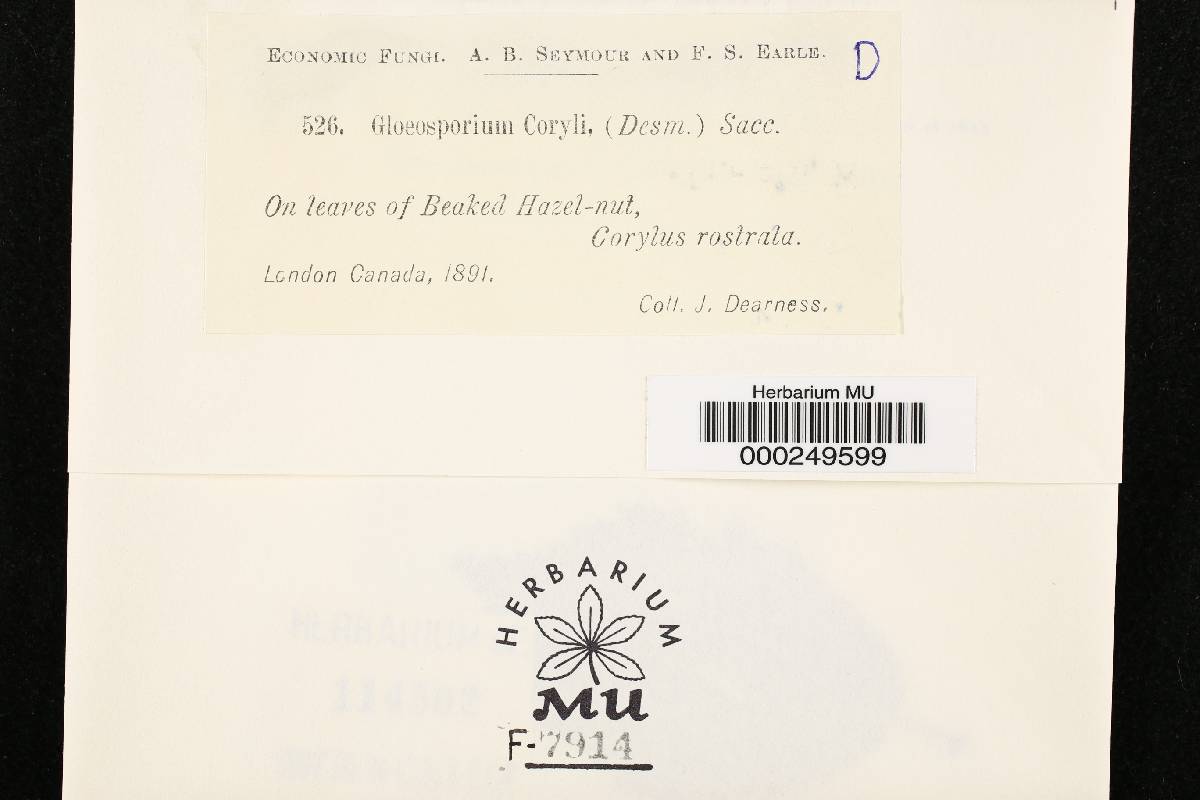 Economic Fungi. A. B. Seymour and F. S. Earle. D
526. Gloeosporium Coryli, (Desm.) Sacc.
On leaves of Beaked Hazel-nut,
Corylus rostrata.
London Canada, 1891.
Coll. J. Dearness.
Herbarium MU
000249599
HERBARIUM
MU
F-7914